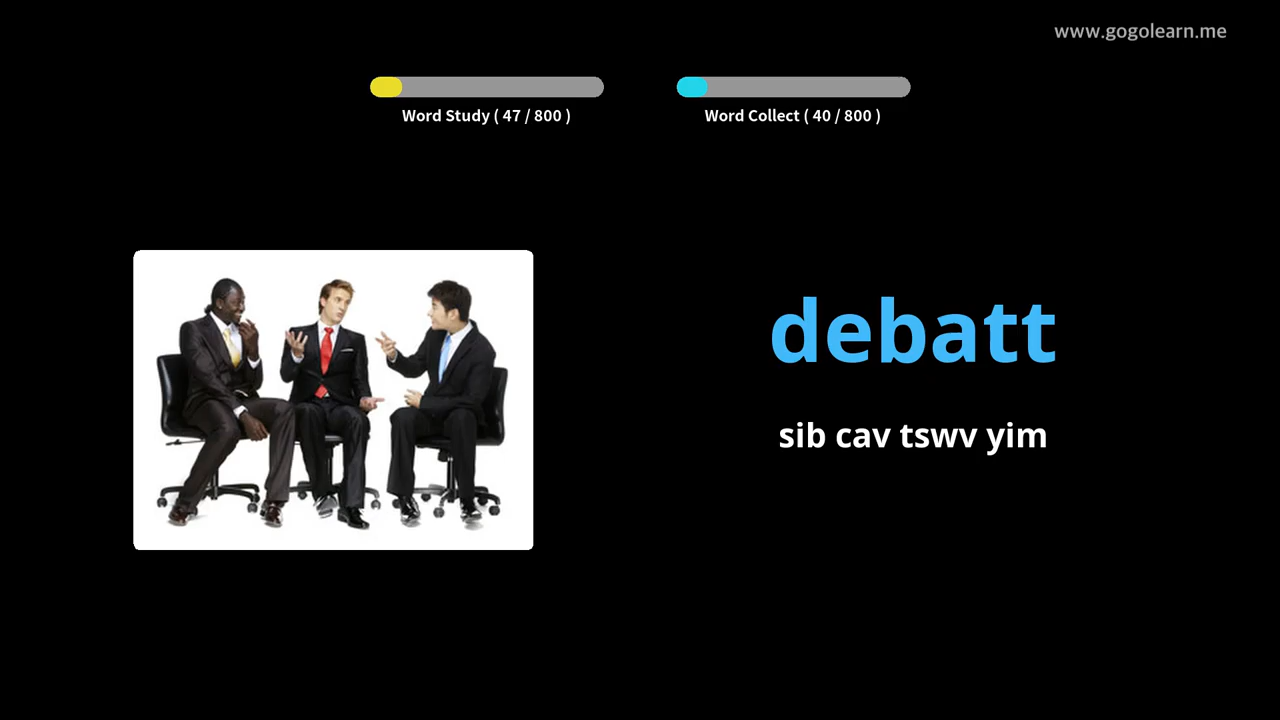 www.gogolearn.me
Word Study ( 47 / 800 )
Word Collect ( 40 / 800 )
debatt
sib cav tswv yim